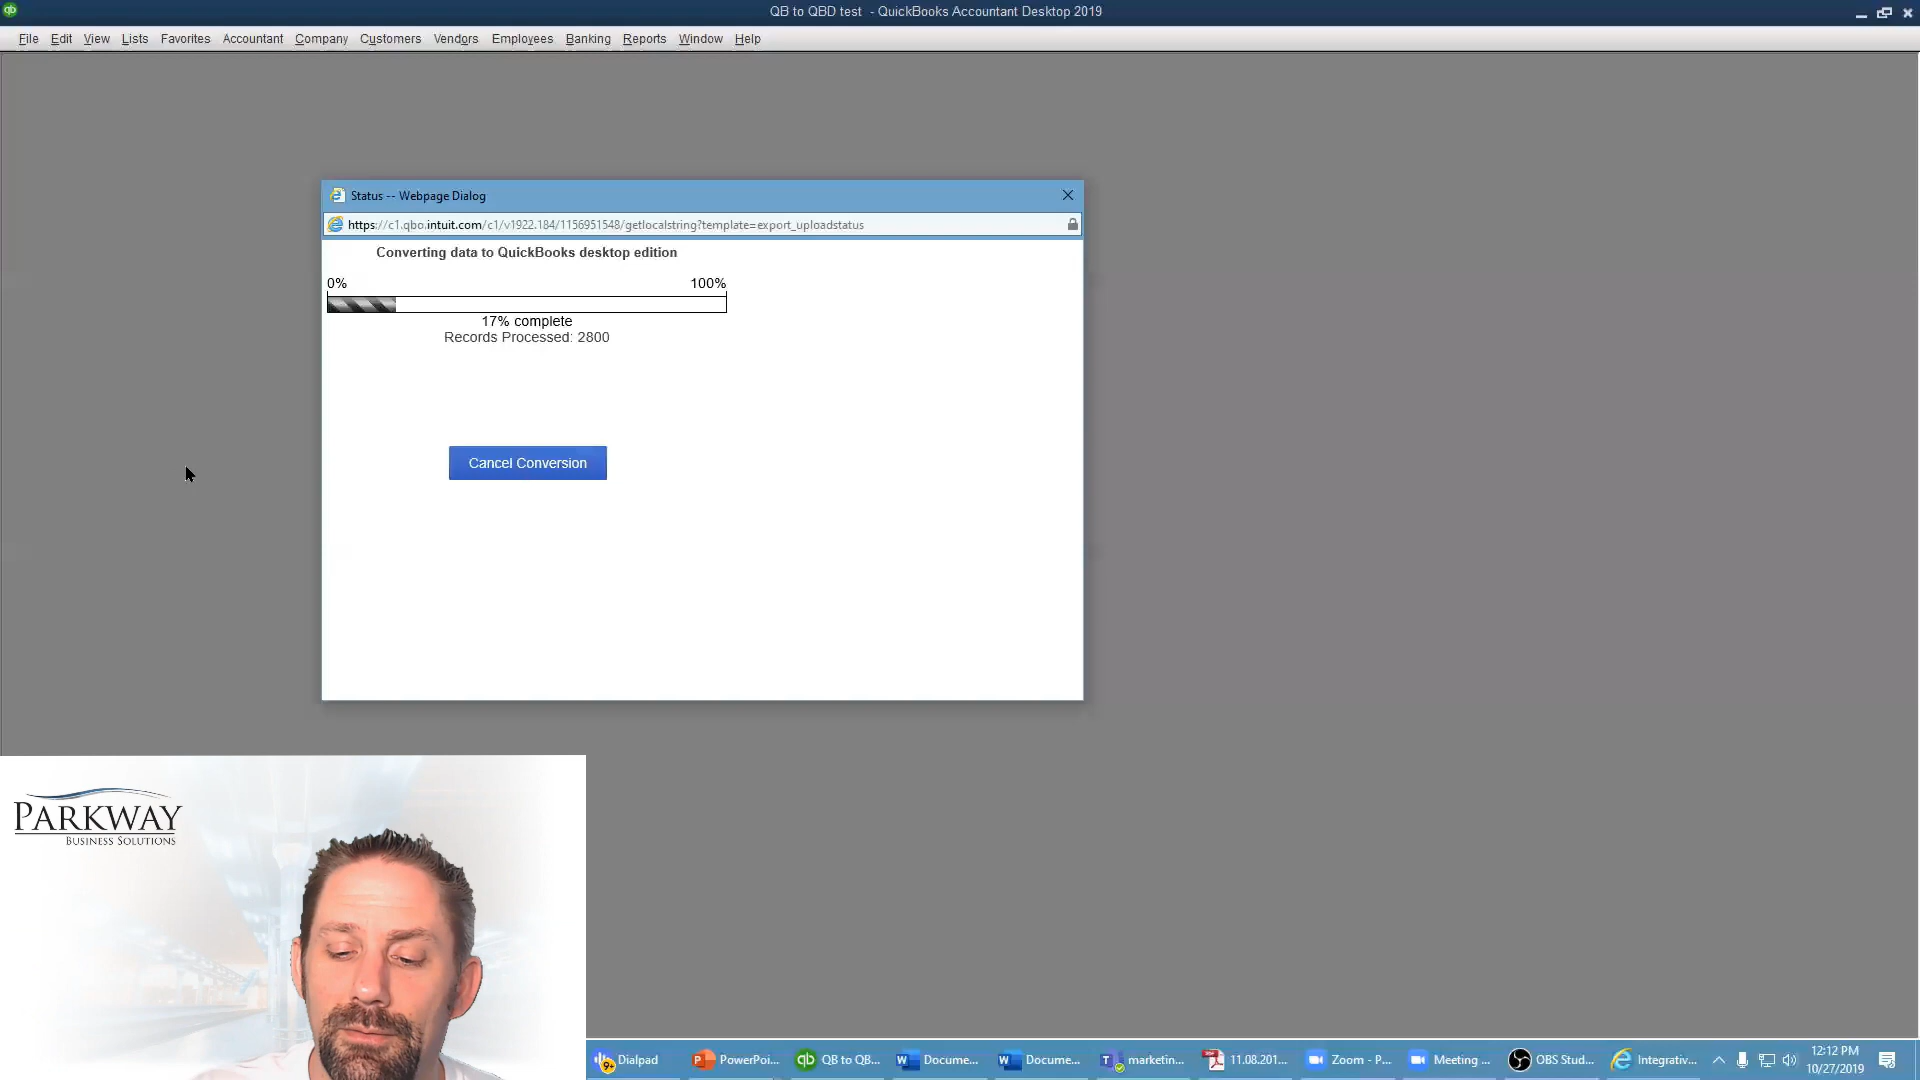 QB to QBD test - QuickBooks Accountant Desktop 2019
File Edit View Lists Favorites Accountant Company Customers Vendors Employees Banking Reports Window Help
Status -- Webpage Dialog
https://c1.qbo.intuit.com/c1/v1922.184/1156951548/getlocalstring?template=export_uploadstatus
Converting data to QuickBooks desktop edition
0% 100%
17% complete
Records Processed: 2800
Cancel Conversion
PARKWAY
BUSINESS SOLUTIONS
9+ Dialpad PowerPoi... QB to QB... Docume... Docume... marketin... 11.08.201... Zoom - P... Meeting ... OBS Stud... Integrativ... 12:12 PM
10/27/2019